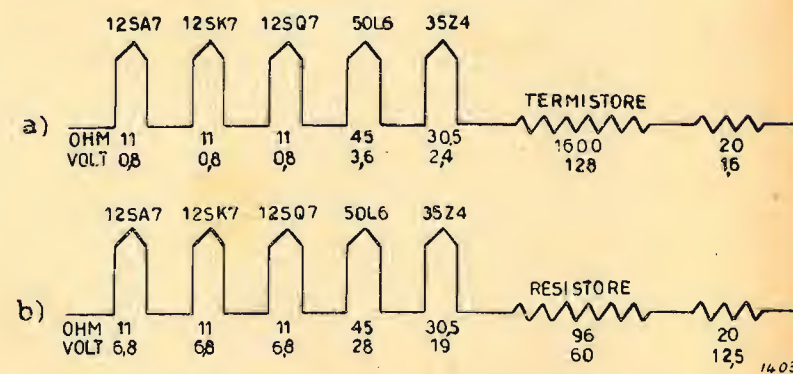 12SA7 12SK7 12SQ7 50L6 35Z4
TERMISTORE
a)
OHM 11 11 11 45 30,5 1600 20
VOLT 0,8 0,8 0,8 3,6 2,4 128 1,6
12SA7 12SK7 12SQ7 50L6 35Z4
RESISTORE
b)
OHM 11 11 11 45 30,5 96 20
VOLT 6,8 6,8 6,8 28 19 60 12,5
1403